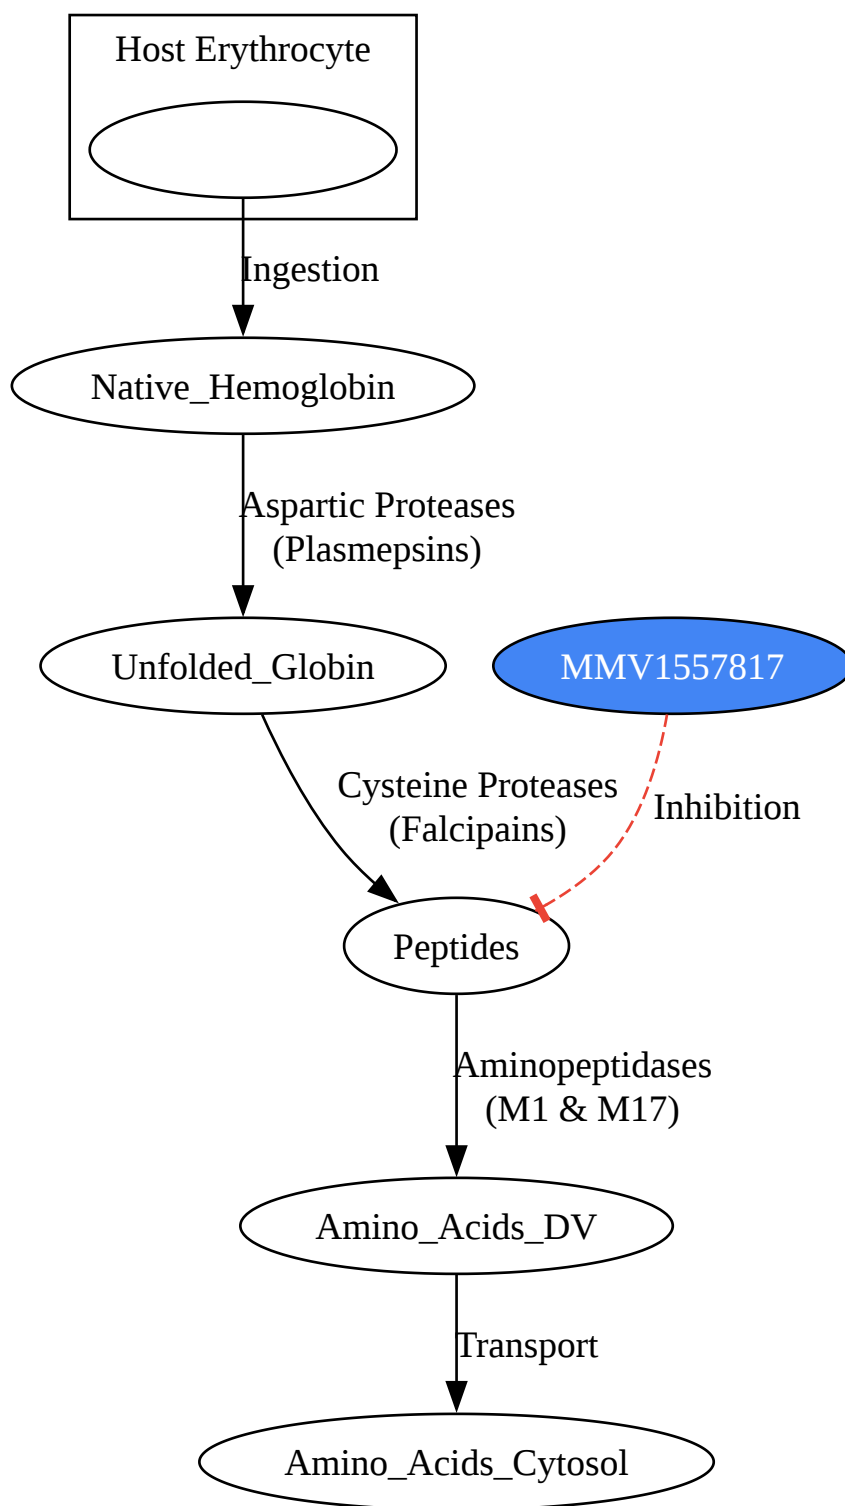 Host Erythrocyte
Ingestion
Native_Hemoglobin
Aspartic Proteases
(Plasmepsins)
Unfolded_Globin
MMV1557817
Cysteine Proteases
(Falcipains)
Inhibition
Peptides
Aminopeptidases
(M1 & M17)
Amino_Acids_DV
Transport
Amino_Acids_Cytosol